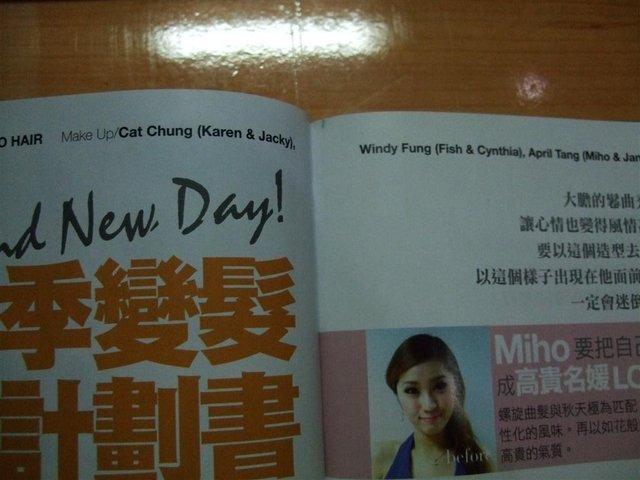 O HAIR Make Up/Cat Chung (Karen & Jacky),
nd New Day!
季變髮
計劃書
Windy Fung (Fish & Cynthia), April Tang (Miho & Jan
大膽的鬈曲
讓心情也變得風情
要以這個造型去
以這個樣子出現在他面前
一定會迷倒
Miho 要把自己
成高貴名媛LO
螺旋曲髮與秋天極為匹配
性化的風味。再以如花般
高貴的氣質。
before